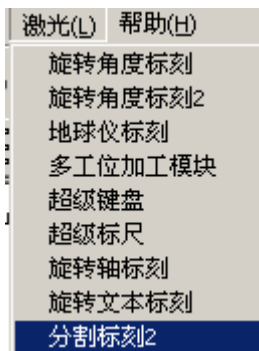 激光(L) 帮助(H)
旋转角度标刻
旋转角度标刻2
地球仪标刻
多工位加工模块
超级键盘
超级标尺
旋转轴标刻
旋转文本标刻
分割标刻2